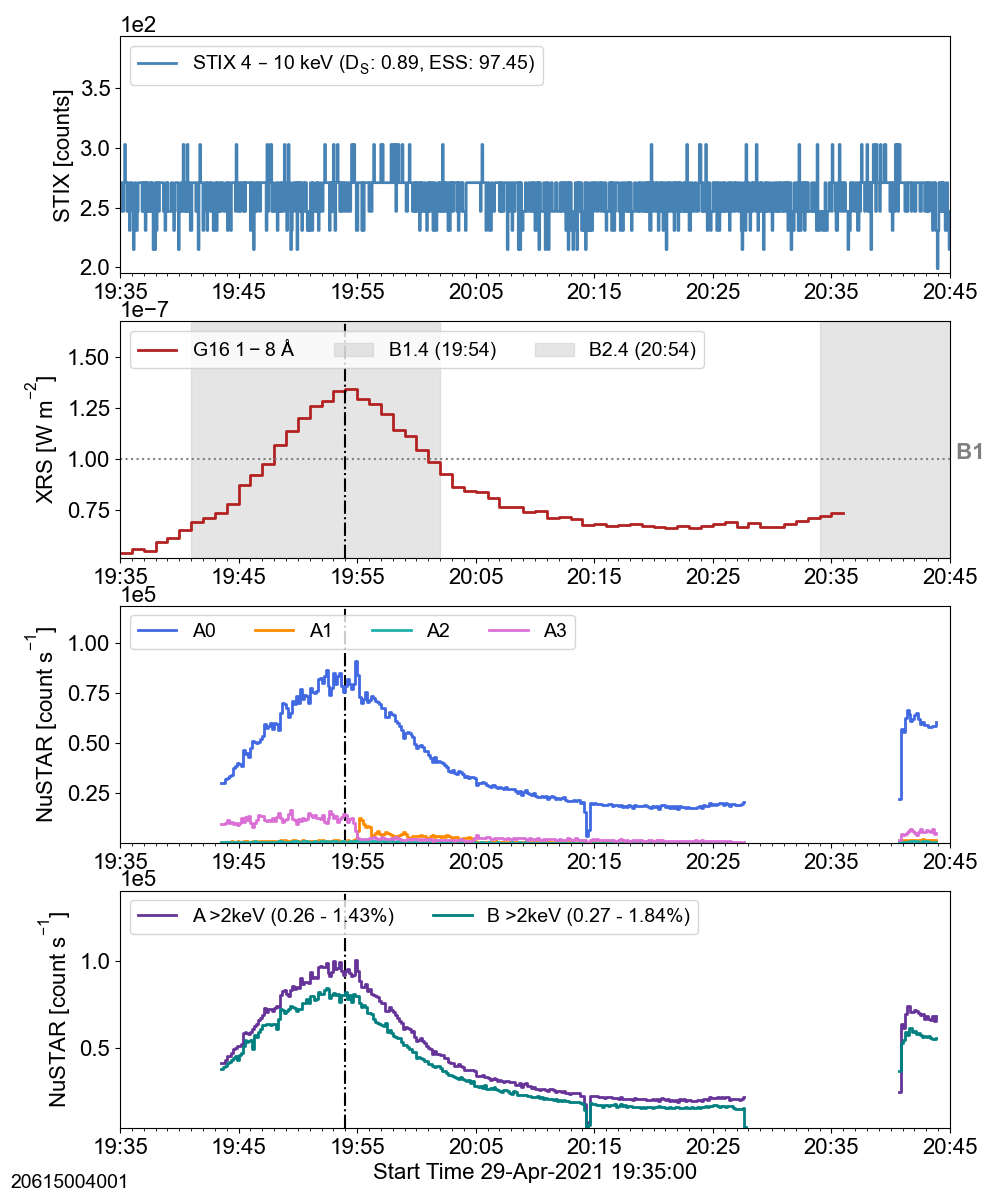 1e2
STIX 4 − 10 keV (DS: 0.89, ESS: 97.45)
STIX [counts]
3.5
3.0
2.5
2.0
19:35 19:45 19:55 20:05 20:15 20:25 20:35 20:45
1e−7
G16 1 − 8 Å B1.4 (19:54) B2.4 (20:54)
XRS [W m−2]
1.50
1.25
1.00
0.75
B1
19:35 19:45 19:55 20:05 20:15 20:25 20:35 20:45
1e5
A0 A1 A2 A3
NuSTAR [count s−1]
1.00
0.75
0.50
0.25
19:35 19:45 19:55 20:05 20:15 20:25 20:35 20:45
1e5
A >2keV (0.26 - 1.43%) B >2keV (0.27 - 1.84%)
NuSTAR [count s−1]
1.0
0.5
19:35 19:45 19:55 20:05 20:15 20:25 20:35 20:45
Start Time 29-Apr-2021 19:35:00
20615004001